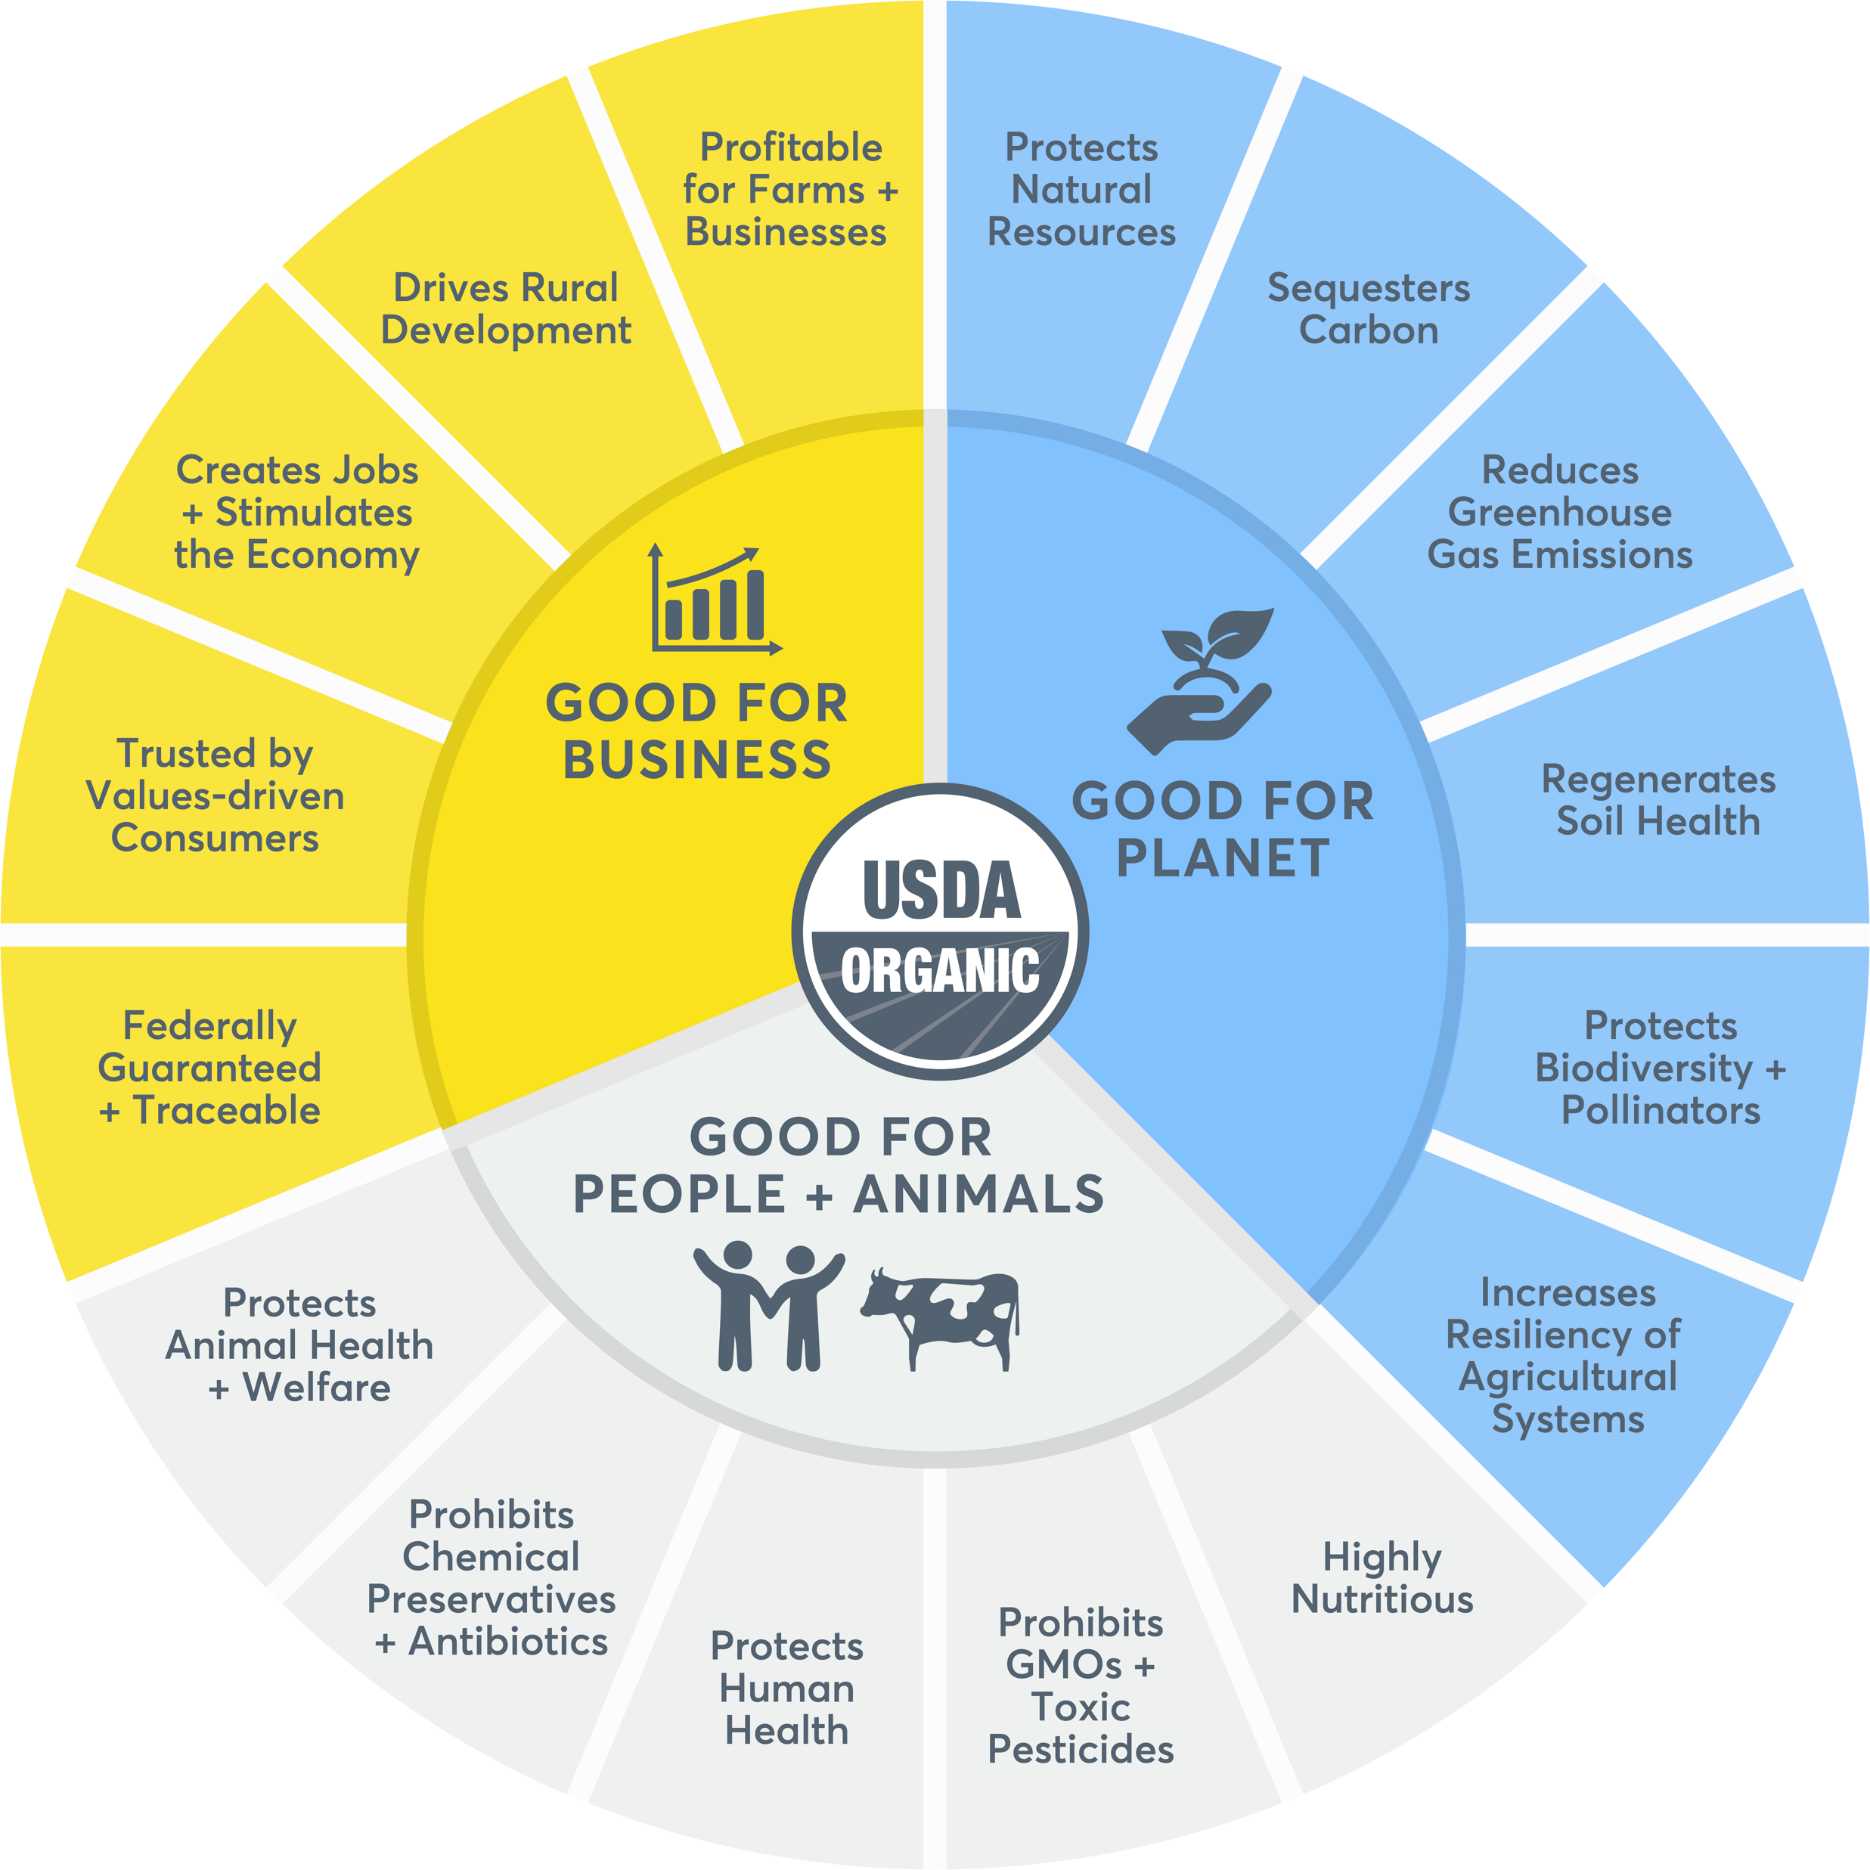 Profitable
for Farms +
Businesses
Protects
Natural
Resources
Sequesters
Carbon
Reduces
Greenhouse
Gas Emissions
Regenerates
Soil Health
Protects
Biodiversity +
Pollinators
Increases
Resiliency of
Agricultural
Systems
Highly
Nutritious
Prohibits
GMOs +
Toxic
Pesticides
Protects
Human
Health
Prohibits
Chemical
Preservatives
+ Antibiotics
Protects
Animal Health
+ Welfare
Federally
Guaranteed
+ Traceable
Trusted by
Values-driven
Consumers
Creates Jobs
+ Stimulates
the Economy
Drives Rural
Development
GOOD FOR
BUSINESS
GOOD FOR
PLANET
USDA
ORGANIC
GOOD FOR
PEOPLE + ANIMALS